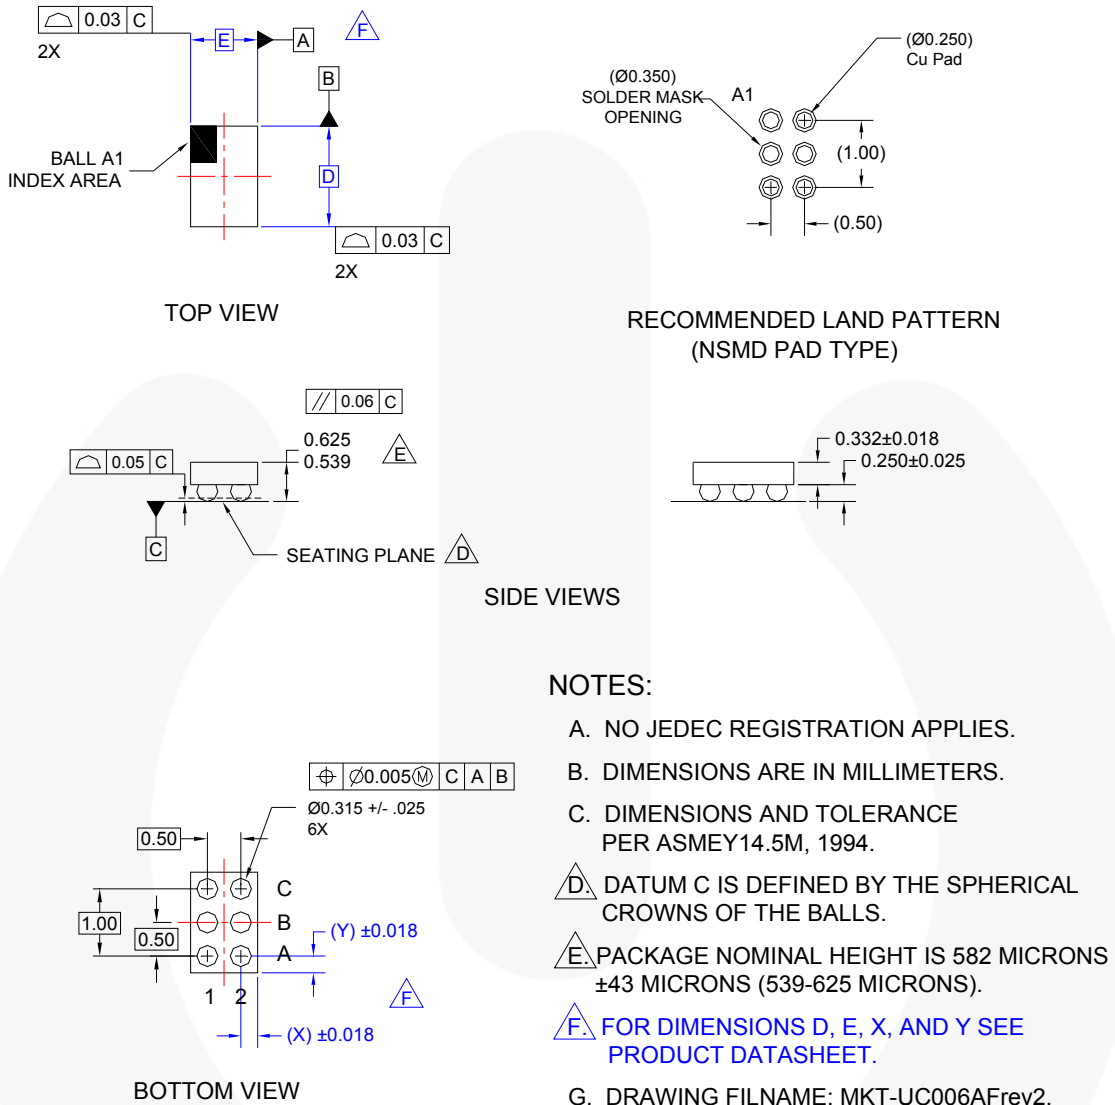 0.03 C
2X
E
A
F
B
BALL A1
INDEX AREA
D
0.03 C
2X
TOP VIEW
(Ø0.250)
Cu Pad
(Ø0.350)
SOLDER MASK
OPENING
A1
(1.00)
(0.50)
RECOMMENDED LAND PATTERN
(NSMD PAD TYPE)
// 0.06 C
0.05 C
0.625
0.539
E
C
SEATING PLANE D
0.332±0.018
0.250±0.025
SIDE VIEWS
Ø0.005Ⓜ C A B
Ø0.315 +/- .025
6X
0.50
1.00
0.50
C
B
A
1 2
(Y) ±0.018
F
(X) ±0.018
BOTTOM VIEW
NOTES:
A. NO JEDEC REGISTRATION APPLIES.
B. DIMENSIONS ARE IN MILLIMETERS.
C. DIMENSIONS AND TOLERANCE
PER ASMEY14.5M, 1994.
D. DATUM C IS DEFINED BY THE SPHERICAL
CROWNS OF THE BALLS.
E. PACKAGE NOMINAL HEIGHT IS 582 MICRONS
±43 MICRONS (539-625 MICRONS).
F. FOR DIMENSIONS D, E, X, AND Y SEE
PRODUCT DATASHEET.
G. DRAWING FILNAME: MKT-UC006AFrev2.